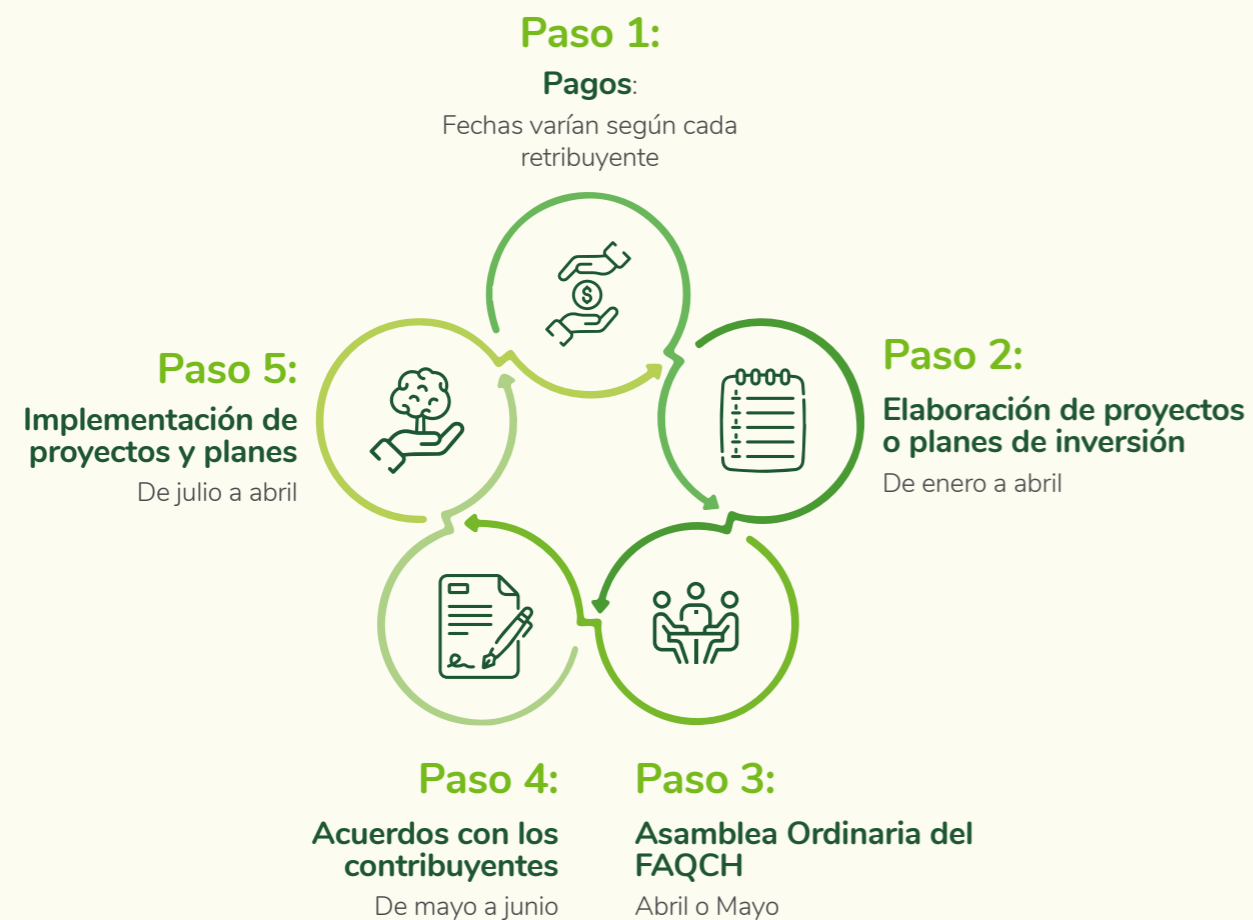 Paso 1:
Pagos:
Fechas varían según cada
retribuyente
$
Paso 2:
Elaboración de proyectos
o planes de inversión
De enero a abril
Paso 3:
Asamblea Ordinaria del
FAQCH
Abril o Mayo
Paso 4:
Acuerdos con los
contribuyentes
De mayo a junio
Paso 5:
Implementación de
proyectos y planes
De julio a abril